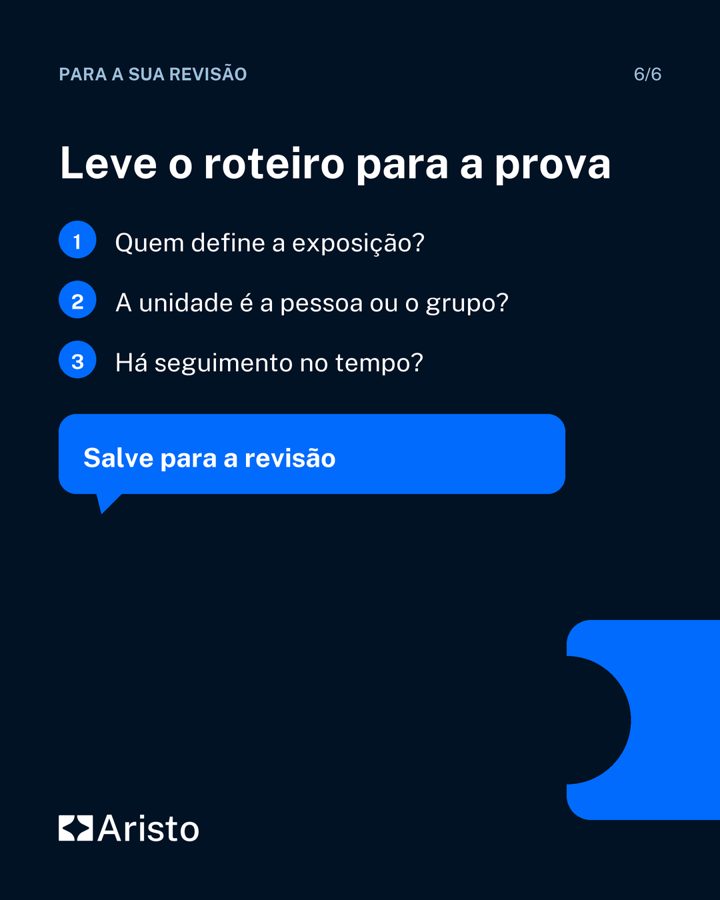 PARA A SUA REVISÃO
6/6
Leve o roteiro para a prova
1 Quem define a exposição?
2 A unidade é a pessoa ou o grupo?
3 Há seguimento no tempo?
Salve para a revisão
Aristo